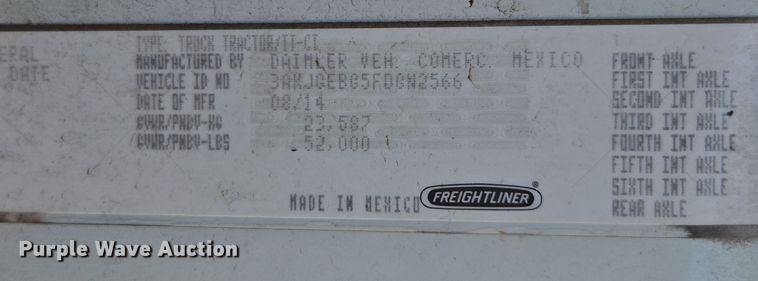 ERAL
DATE
TYPE: TRUCK TRACTOR/TT-CI
MANUFACTURED BY DAIMLER VEH. COMERC. MEXICO
VEHICLE ID NO 3AKJGEBG5FDGW2566
DATE OF MFR 08/14
GVWR/PNBV-KG 23,587
GVWR/PNBV-LBS 52,000
MADE IN MEXICO FREIGHTLINER®
FRONT AXLE
FIRST INT AXLE
SECOND INT AXLE
THIRD INT AXLE
FOURTH INT AXLE
FIFTH INT AXLE
SIXTH INT AXLE
REAR AXLE
Purple Wave Auction